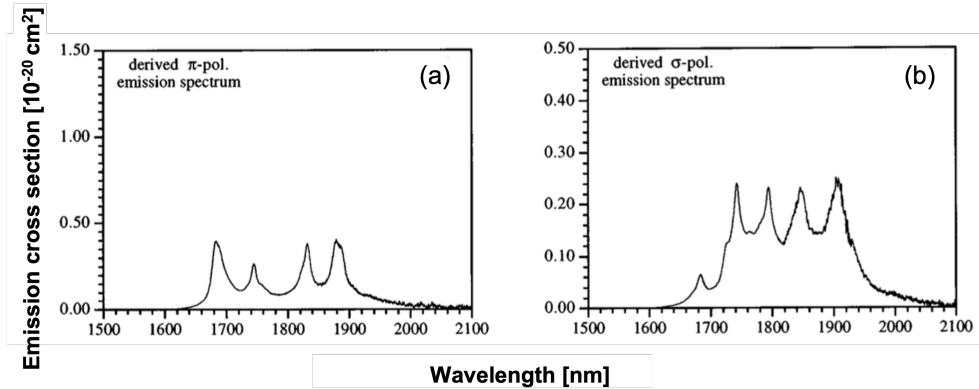 Emission cross section [10-20 cm2]
1.50
1.00
0.50
0.00
derived π-pol.
emission spectrum
(a)
1500 1600 1700 1800 1900 2000 2100
0.50
0.40
0.30
0.20
0.10
0.00
derived σ-pol.
emission spectrum
(b)
1500 1600 1700 1800 1900 2000 2100
Wavelength [nm]